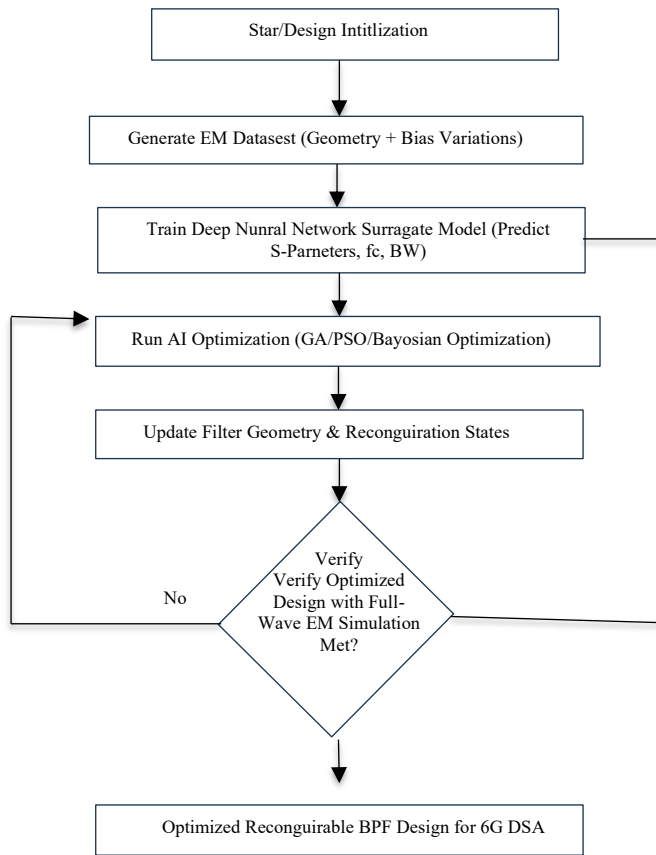 Star/Design Intitlization
Generate EM Datasest (Geometry + Bias Variations)
Train Deep Nunral Network Surragate Model (Predict
S-Parneters, fc, BW)
Run AI Optimization (GA/PSO/Bayosian Optimization)
Update Filter Geometry & Reconguiration States
Verify
Verify Optimized
Design with Full-
Wave EM Simulation
Met?
No
Optimized Reconguirable BPF Design for 6G DSA